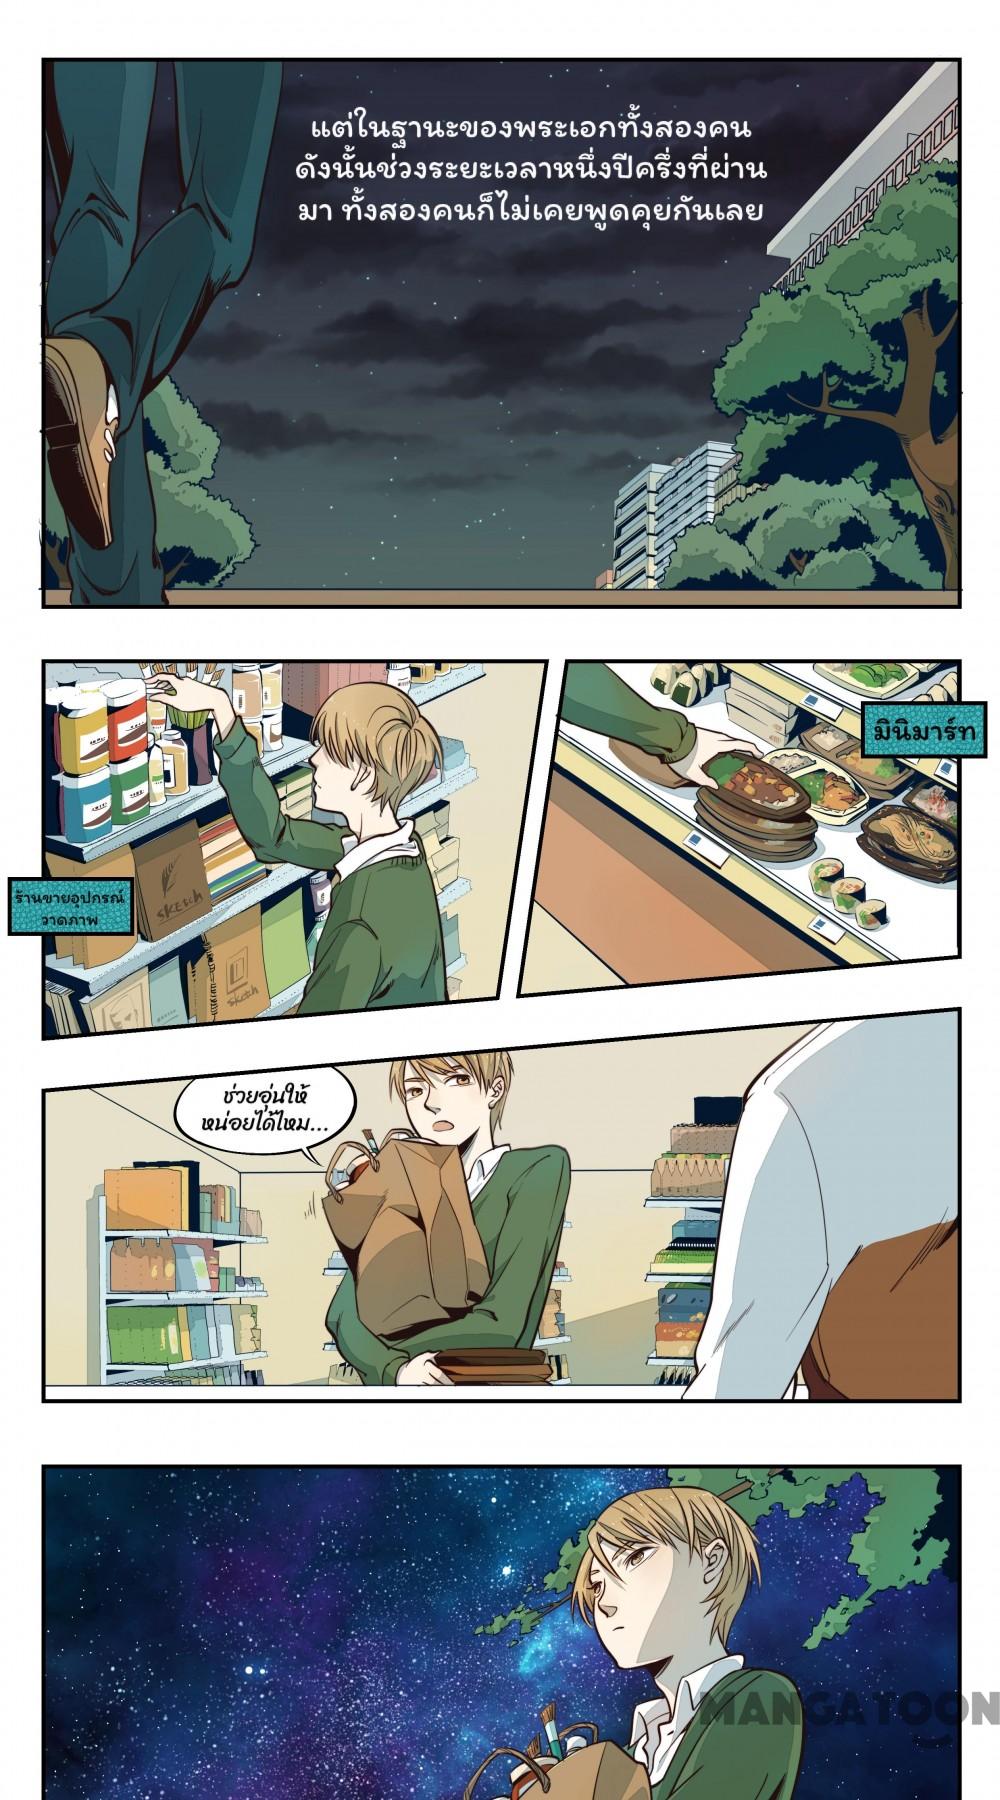 แต่ในฐานะของพระเอกทั้งสองคน
ดังนั้นช่วงระยะเวลาหนึ่งปีครึ่งที่ผ่าน
มา ทั้งสองคนก็ไม่เคยพูดคุยกันเลย
มินิมาร์ท
ร้านขายอุปกรณ์
วาดภาพ
SKETCH
sketch
ช่วยอุ่นให้
หน่อยได้ไหม...
MANGATOON